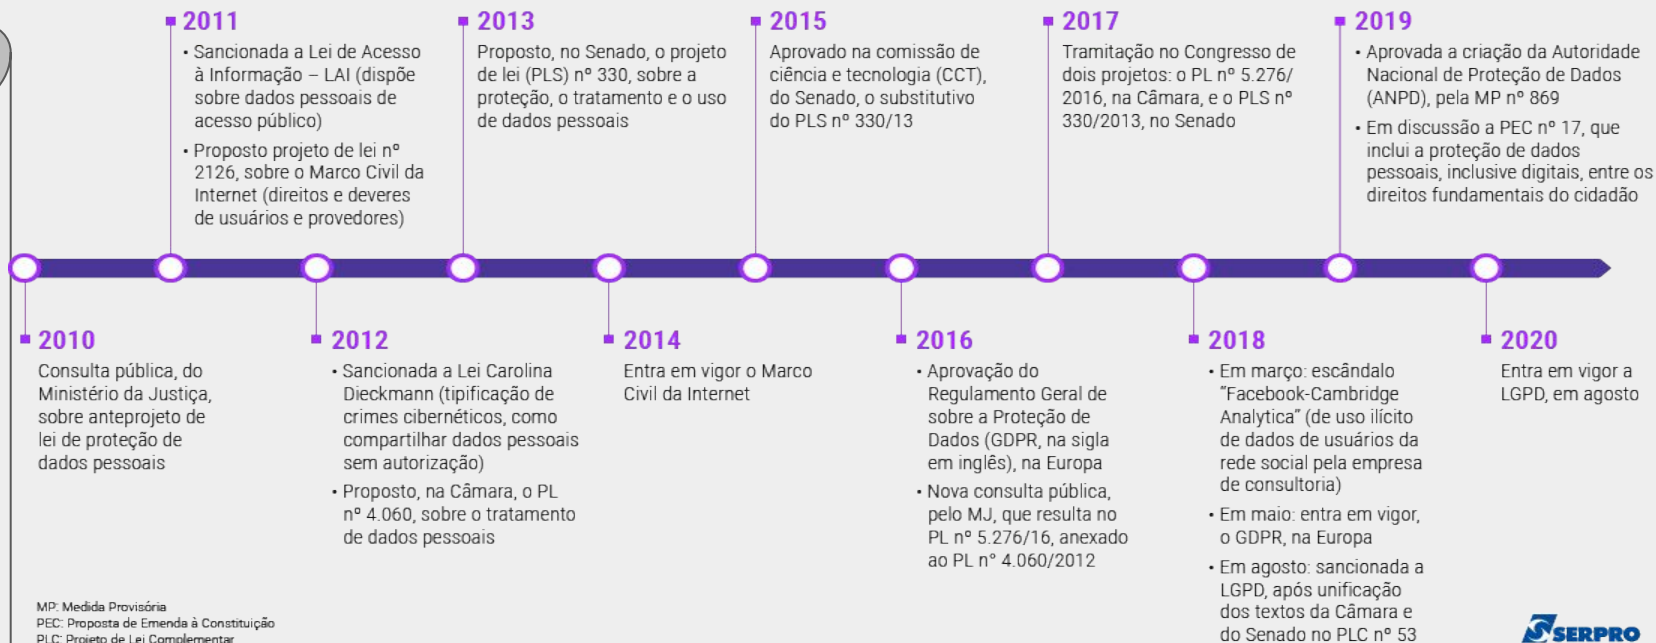 2011
• Sancionada a Lei de Acesso
à Informação – LAI (dispõe
sobre dados pessoais de
acesso público)
• Proposto projeto de lei nº
2126, sobre o Marco Civil da
Internet (direitos e deveres
de usuários e provedores)
2013
Proposto, no Senado, o projeto
de lei (PLS) nº 330, sobre a
proteção, o tratamento e o uso
de dados pessoais
2015
Aprovado na comissão de
ciência e tecnologia (CCT),
do Senado, o substitutivo
do PLS nº 330/13
2017
Tramitação no Congresso de
dois projetos: o PL nº 5.276/
2016, na Câmara, e o PLS nº
330/2013, no Senado
2019
• Aprovada a criação da Autoridade
Nacional de Proteção de Dados
(ANPD), pela MP nº 869
• Em discussão a PEC nº 17, que
inclui a proteção de dados
pessoais, inclusive digitais, entre os
direitos fundamentais do cidadão
2010
Consulta pública, do
Ministério da Justiça,
sobre anteprojeto de
lei de proteção de
dados pessoais
2012
• Sancionada a Lei Carolina
Dieckmann (tipificação de
crimes cibernéticos, como
compartilhar dados pessoais
sem autorização)
• Proposto, na Câmara, o PL
nº 4.060, sobre o tratamento
de dados pessoais
2014
Entra em vigor o Marco
Civil da Internet
2016
• Aprovação do
Regulamento Geral de
sobre a Proteção de
Dados (GDPR, na sigla
em inglês), na Europa
• Nova consulta pública,
pelo MJ, que resulta no
PL nº 5.276/16, anexado
ao PL n° 4.060/2012
2018
• Em março: escândalo
"Facebook-Cambridge
Analytica" (de uso ilícito
de dados de usuários da
rede social pela empresa
de consultoria)
• Em maio: entra em vigor,
o GDPR, na Europa
• Em agosto: sancionada a
LGPD, após unificação
dos textos da Câmara e
do Senado no PLC nº 53
2020
Entra em vigor a
LGPD, em agosto
MP: Medida Provisória
PEC: Proposta de Emenda à Constituição
PLC: Projeto de Lei Complementar
SERPRO